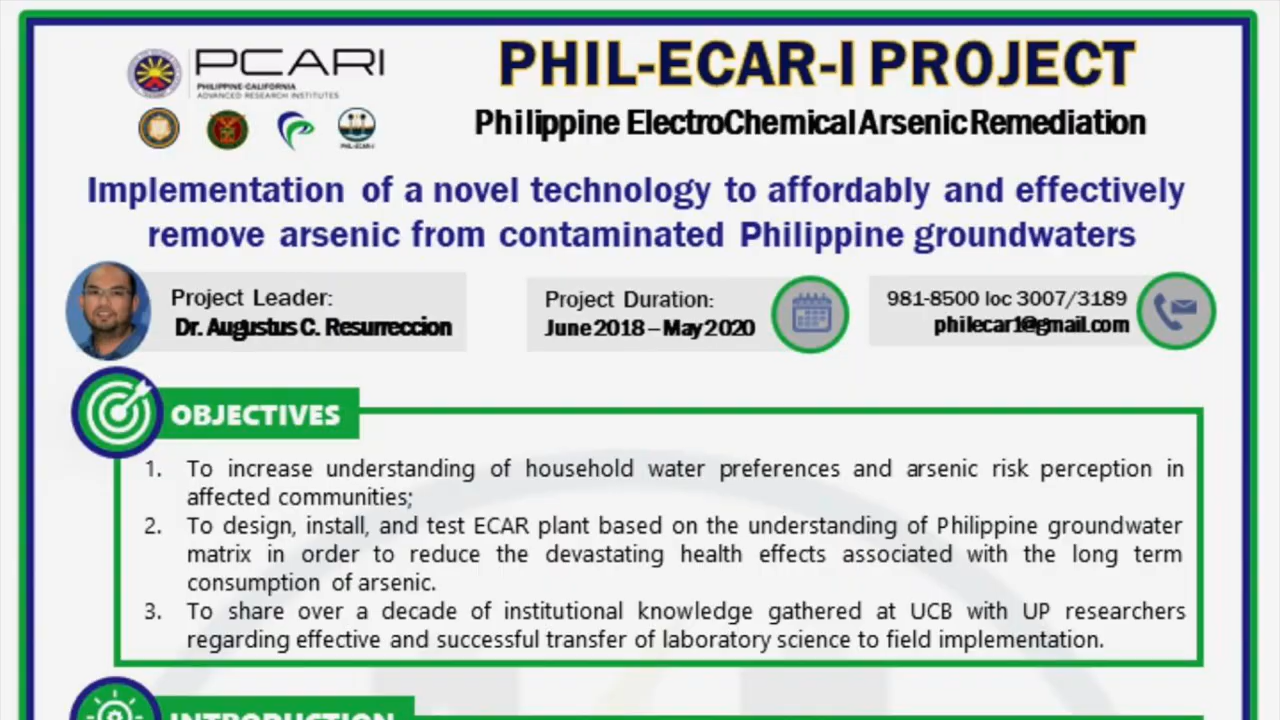 PCARI
PHILIPPINE-CALIFORNIA
ADVANCED RESEARCH INSTITUTES
PHIL-ECAR-I
PHIL-ECAR-I PROJECT
Philippine ElectroChemical Arsenic Remediation
Implementation of a novel technology to affordably and effectively
remove arsenic from contaminated Philippine groundwaters
Project Leader:
Dr. Augustus C. Resurreccion
Project Duration:
June 2018 – May 2020
981-8500 loc 3007/3189
philecar1@gmail.com
OBJECTIVES
1. To increase understanding of household water preferences and arsenic risk perception in
affected communities;
2. To design, install, and test ECAR plant based on the understanding of Philippine groundwater
matrix in order to reduce the devastating health effects associated with the long term
consumption of arsenic.
3. To share over a decade of institutional knowledge gathered at UCB with UP researchers
regarding effective and successful transfer of laboratory science to field implementation.
INTRODUCTION